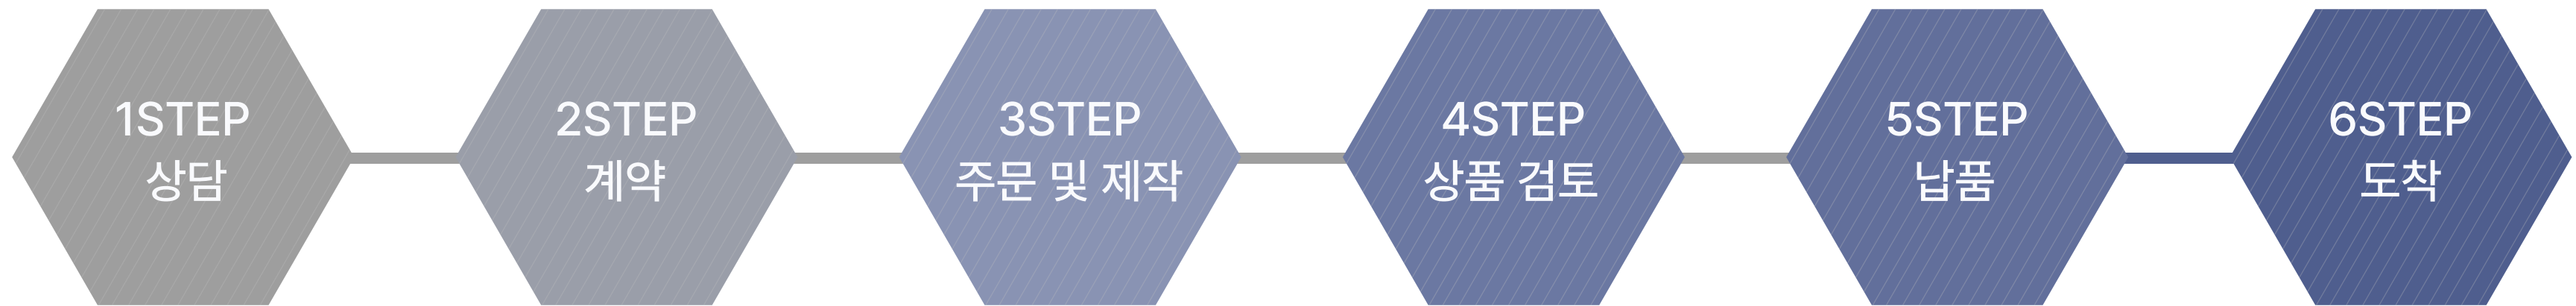 1STEP
상담
2STEP
계약
3STEP
주문 및 제작
4STEP
상품 검토
5STEP
납품
6STEP
도착